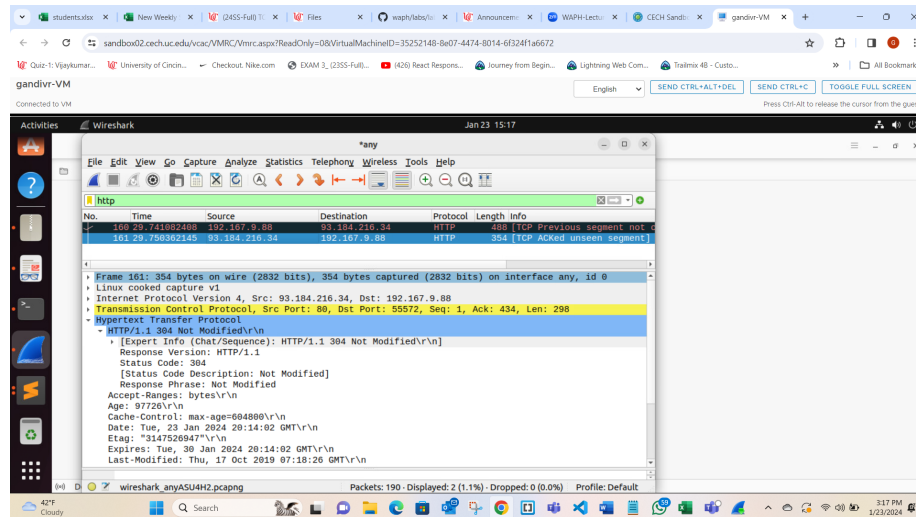 students.xlsx
New Weekly
(24SS-Full) Ti
Files
waph/labs/la
Announceme
WAPH-Lectur
CECH Sandb
gandivr-VM
sandbox02.cech.uc.edu/vcac/VMRC/Vmrc.aspx?ReadOnly=0&VirtualMachineID=35252148-8e07-4474-8014-6f324f1a6672
G
Quiz-1: Vijaykumar... University of Cincin... Checkout. Nike.com EXAM 3_ (23SS-Full)... (426) React Respons... Journey from Begin... Lightning Web Com... Trailmix 48 - Custo... » All Bookmark
gandivr-VM
English
SEND CTRL+ALT+DEL
SEND CTRL+C
TOGGLE FULL SCREEN
Connected to VM
Press Ctrl-Alt to release the cursor from the gues
Activities Wireshark Jan 23 15:17
*any
File Edit View Go Capture Analyze Statistics Telephony Wireless Tools Help
http
No. Time Source Destination Protocol Length Info
160 29.741082408 192.167.9.88 93.184.216.34 HTTP 488 [TCP Previous segment not c
161 29.750362145 93.184.216.34 192.167.9.88 HTTP 354 [TCP ACKed unseen segment]
Frame 161: 354 bytes on wire (2832 bits), 354 bytes captured (2832 bits) on interface any, id 0
Linux cooked capture v1
Internet Protocol Version 4, Src: 93.184.216.34, Dst: 192.167.9.88
Transmission Control Protocol, Src Port: 80, Dst Port: 55572, Seq: 1, Ack: 434, Len: 298
Hypertext Transfer Protocol
HTTP/1.1 304 Not Modified\r\n
[Expert Info (Chat/Sequence): HTTP/1.1 304 Not Modified\r\n]
Response Version: HTTP/1.1
Status Code: 304
[Status Code Description: Not Modified]
Response Phrase: Not Modified
Accept-Ranges: bytes\r\n
Age: 97726\r\n
Cache-Control: max-age=604800\r\n
Date: Tue, 23 Jan 2024 20:14:02 GMT\r\n
Etag: "3147526947"\r\n
Expires: Tue, 30 Jan 2024 20:14:02 GMT\r\n
Last-Modified: Thu, 17 Oct 2019 07:18:26 GMT\r\n
D wireshark_anyASU4H2.pcapng Packets: 190 · Displayed: 2 (1.1%) · Dropped: 0 (0.0%) Profile: Default
42°F
Cloudy
Search
59
3:17 PM
1/23/2024